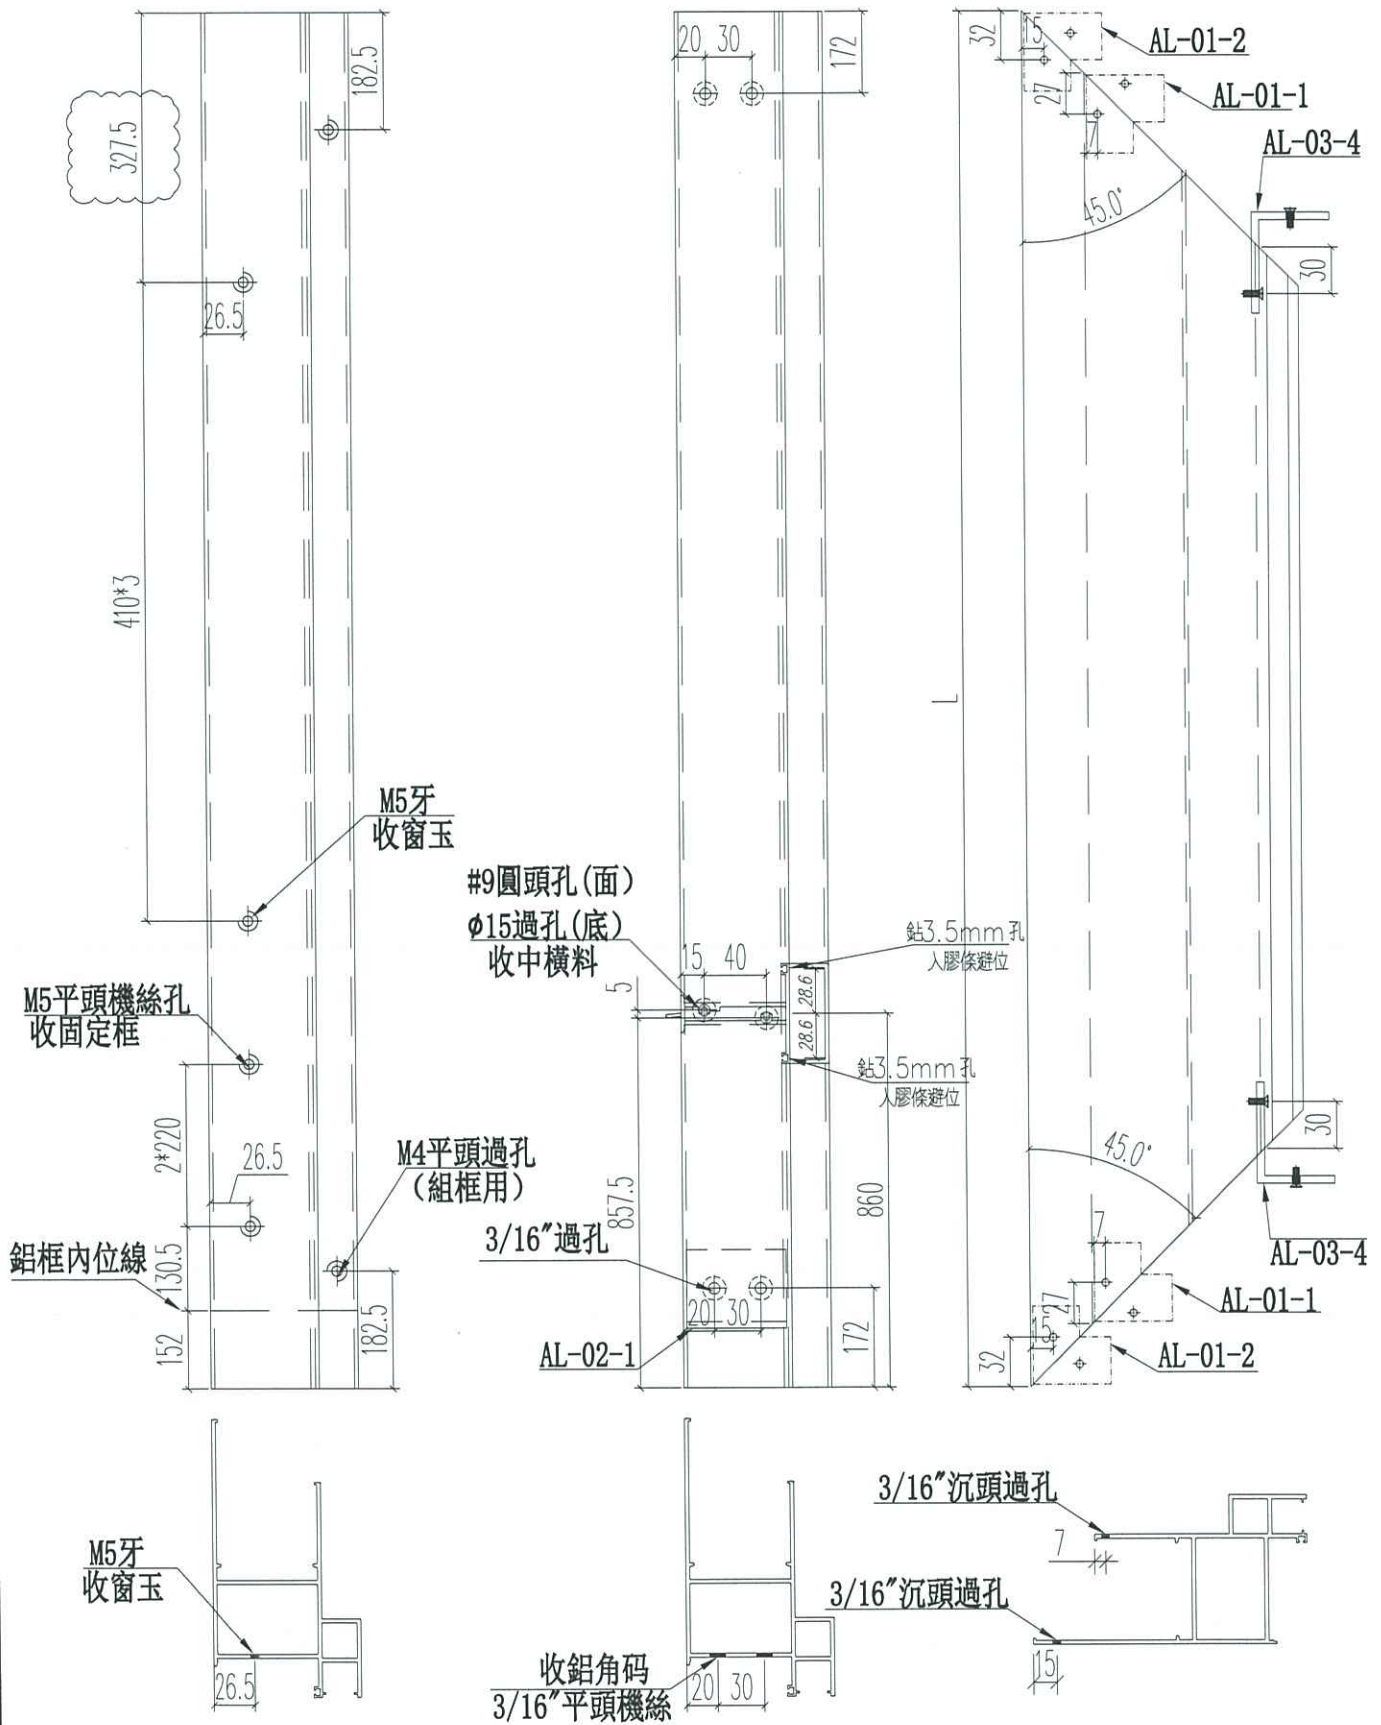 182.5
327.5
26.5
410*3
M5牙
收窗玉
M5平頭機絲孔
收固定框
2*220
26.5
M4平頭過孔
(組框用)
鋁框內位線
130.5
152
182.5
M5牙
收窗玉
26.5
20 30
172
#9圓頭孔(面)
ϕ15過孔(底)
收中橫料
15 40
5
鉆3.5mm孔
入膠條避位
28.6
28.6
鉆3.5mm孔
入膠條避位
857.5
860
3/16"過孔
20 30
AL-02-1
172
收鋁角码
3/16"平頭機絲
20 30
32
15
AL-01-2
27
7
AL-01-1
AL-03-4
45.0°
30
L
45.0°
30
AL-03-4
7
27
AL-01-1
15
32
AL-01-2
3/16"沉頭過孔
7
3/16"沉頭過孔
15